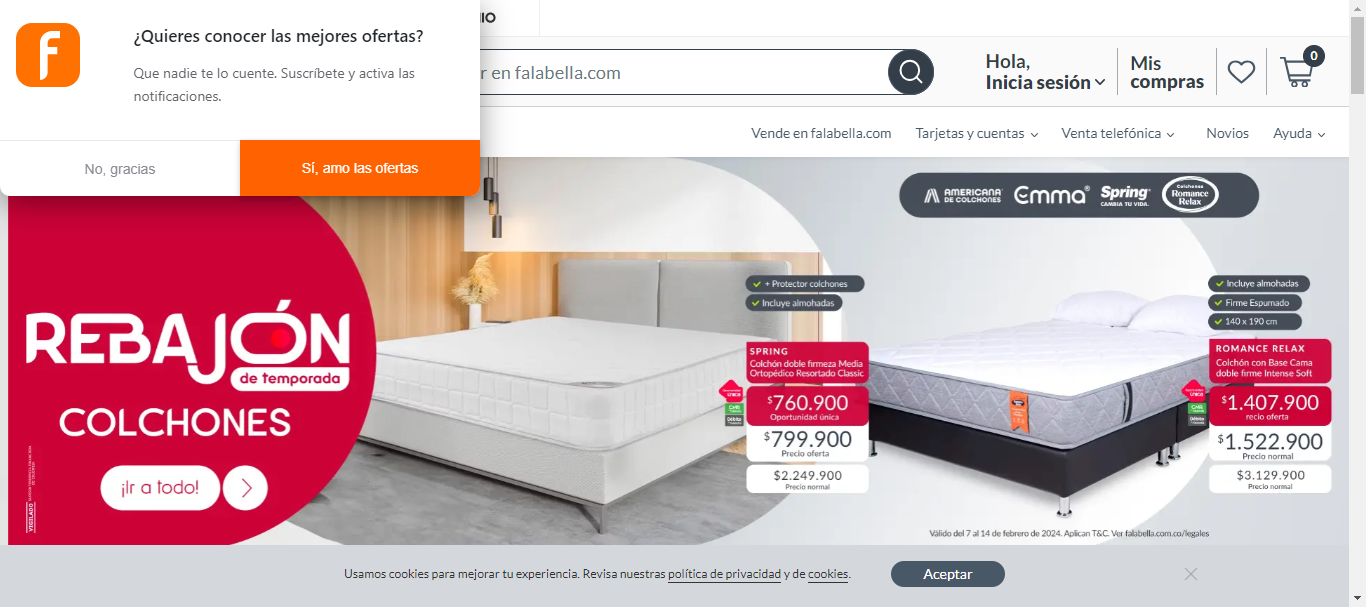 ¿Quieres conocer las mejores ofertas?
Que nadie te lo cuente. Suscríbete y activa las
notificaciones.
No, gracias
Sí, amo las ofertas
IO
r en falabella.com
Hola,
Inicia sesión
Mis
compras
0
Vende en falabella.com
Tarjetas y cuentas
Venta telefónica
Novios
Ayuda
AMERICANA
DE COLCHONES
Emma
Spring
CAMBIA TU VIDA.
Colchones
Romance
Relax
REBAJÓN
de temporada
COLCHONES
¡Ir a todo!
VIGILADO
+ Protector colchones
Incluye almohadas
SPRING
Colchón doble firmeza Media
Ortopédico Resortado Classic
$760.900
Oportunidad única
$799.900
Precio oferta
$2.249.900
Precio normal
Incluye almohadas
Firme Espumado
140 x 190 cm
ROMANCE RELAX
Colchón con Base Cama
doble firme Intense Soft
$1.407.900
recio oferta
$1.522.900
Precio normal
$3.129.900
Precio normal
Válido del 7 al 14 de febrero de 2024. Aplican T&C. Ver falabella.com.co/legales
Usamos cookies para mejorar tu experiencia. Revisa nuestras política de privacidad y de cookies.
Aceptar